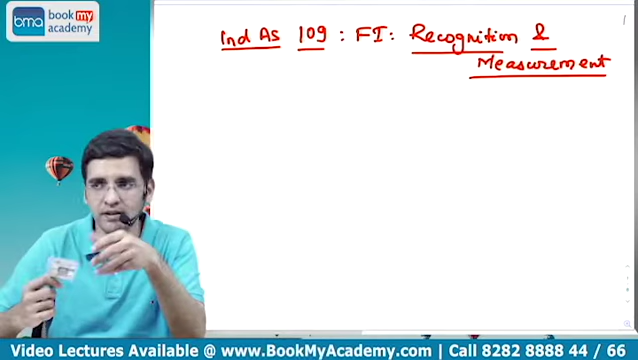 bma
book my
academy
Ind As 109 : FI: Recognition &
Measurement
Video Lectures Available @ www.BookMyAcademy.com | Call 8282 8888 44 / 66